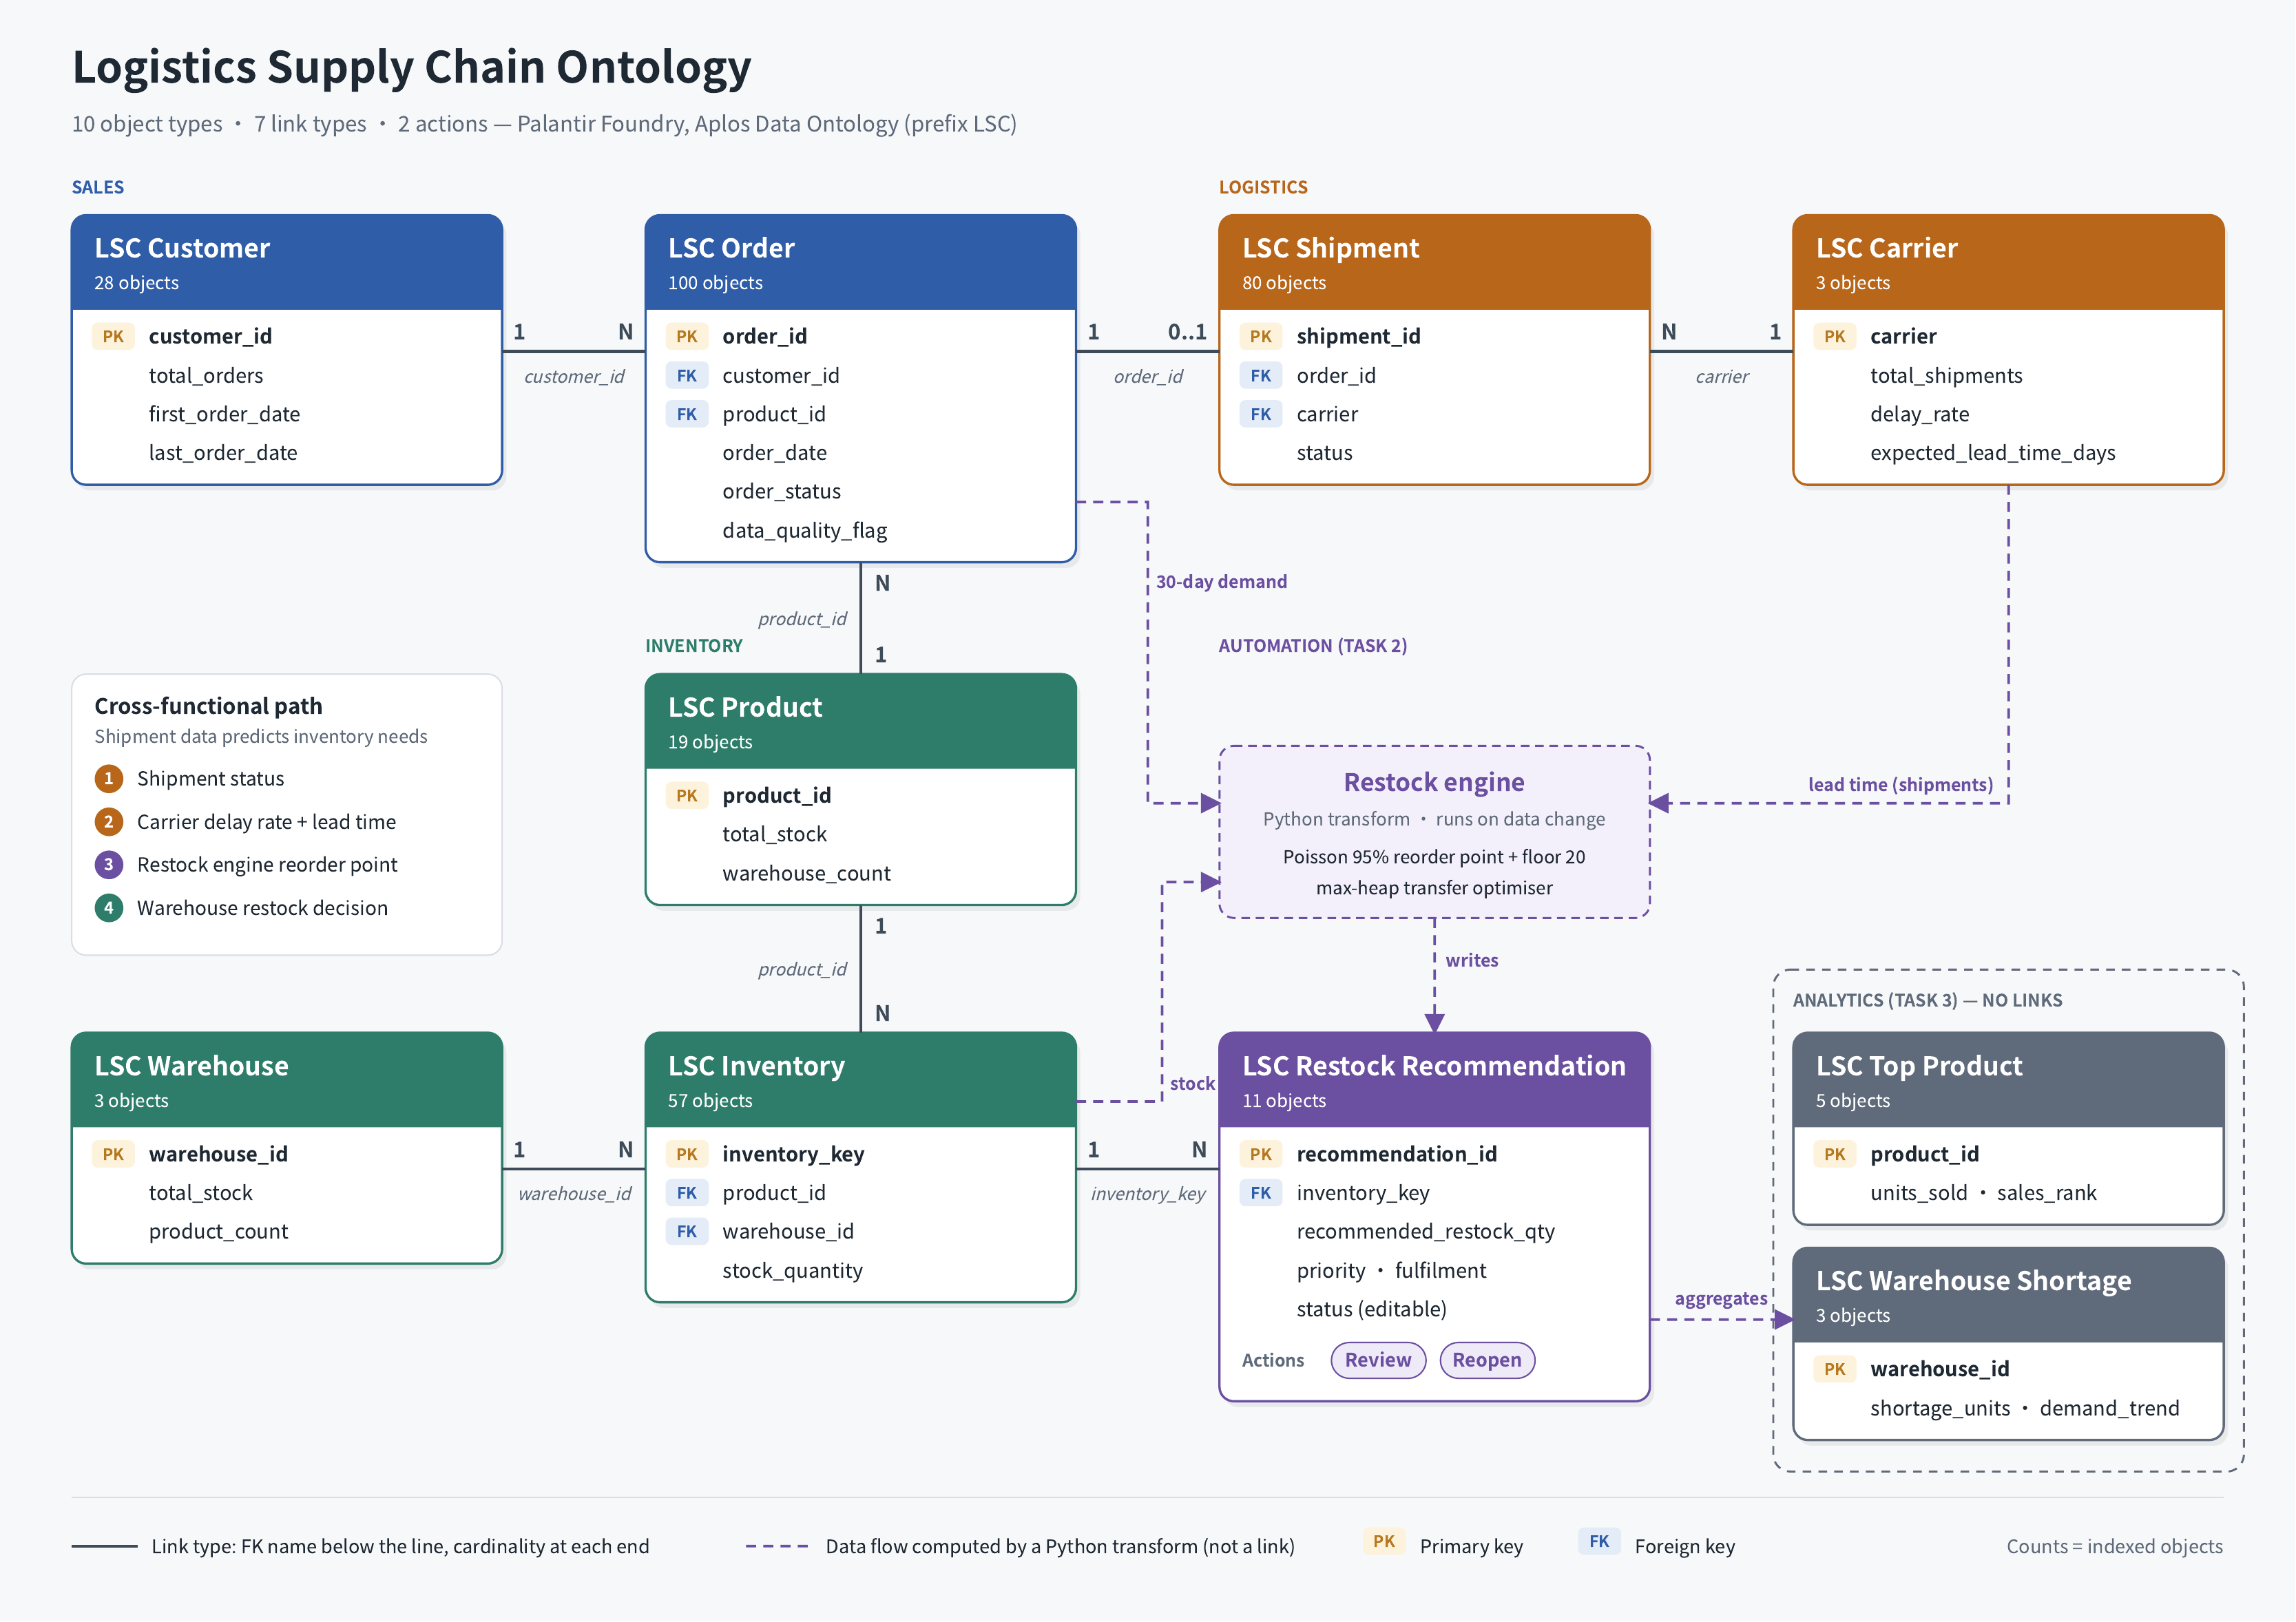 Logistics Supply Chain Ontology
10 object types • 7 link types • 2 actions — Palantir Foundry, Aplos Data Ontology (prefix LSC)
SALES
LSC Customer
28 objects
PK customer_id
total_orders
first_order_date
last_order_date
1 N
customer_id
LSC Order
100 objects
PK order_id
FK customer_id
FK product_id
order_date
order_status
data_quality_flag
1 0..1
order_id
LOGISTICS
LSC Shipment
80 objects
PK shipment_id
FK order_id
FK carrier
status
N 1
carrier
LSC Carrier
3 objects
PK carrier
total_shipments
delay_rate
expected_lead_time_days
N
product_id
1
30-day demand
lead time (shipments)
Cross-functional path
Shipment data predicts inventory needs
1 Shipment status
2 Carrier delay rate + lead time
3 Restock engine reorder point
4 Warehouse restock decision
INVENTORY
LSC Product
19 objects
PK product_id
total_stock
warehouse_count
1
product_id
N
AUTOMATION (TASK 2)
Restock engine
Python transform • runs on data change
Poisson 95% reorder point + floor 20
max-heap transfer optimiser
writes
stock
LSC Warehouse
3 objects
PK warehouse_id
total_stock
product_count
1 N
warehouse_id
LSC Inventory
57 objects
PK inventory_key
FK product_id
FK warehouse_id
stock_quantity
1 N
inventory_key
LSC Restock Recommendation
11 objects
PK recommendation_id
FK inventory_key
recommended_restock_qty
priority • fulfilment
status (editable)
Actions Review Reopen
aggregates
ANALYTICS (TASK 3) — NO LINKS
LSC Top Product
5 objects
PK product_id
units_sold • sales_rank
LSC Warehouse Shortage
3 objects
PK warehouse_id
shortage_units • demand_trend
Link type: FK name below the line, cardinality at each end
Data flow computed by a Python transform (not a link)
PK Primary key
FK Foreign key
Counts = indexed objects